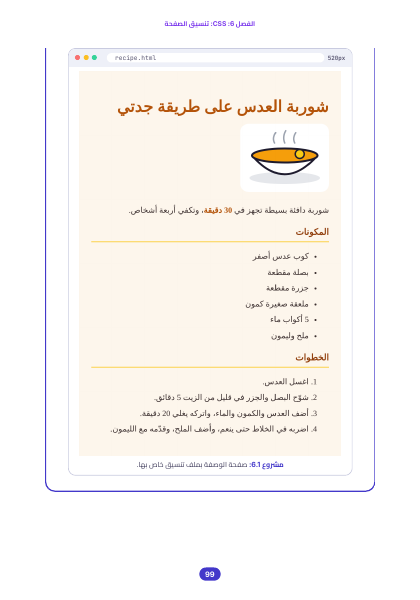 الفصل 6: CSS: تنسيق الصفحة
recipe.html
520px
شوربة العدس على طريقة جدتي
شوربة دافئة بسيطة تجهز في 30 دقيقة، وتكفي أربعة أشخاص.
المكونات
• كوب عدس أصفر
• بصلة مقطعة
• جزرة مقطعة
• ملعقة صغيرة كمون
• 5 أكواب ماء
• ملح وليمون
الخطوات
1. اغسل العدس.
2. شوّح البصل والجزر في قليل من الزيت 5 دقائق.
3. أضف العدس والكمون والماء، واتركه يغلي 20 دقيقة.
4. اضربه في الخلاط حتى ينعم، وأضف الملح، وقدّمه مع الليمون.
مشروع 6.1: صفحة الوصفة بملف تنسيق خاص بها.
99